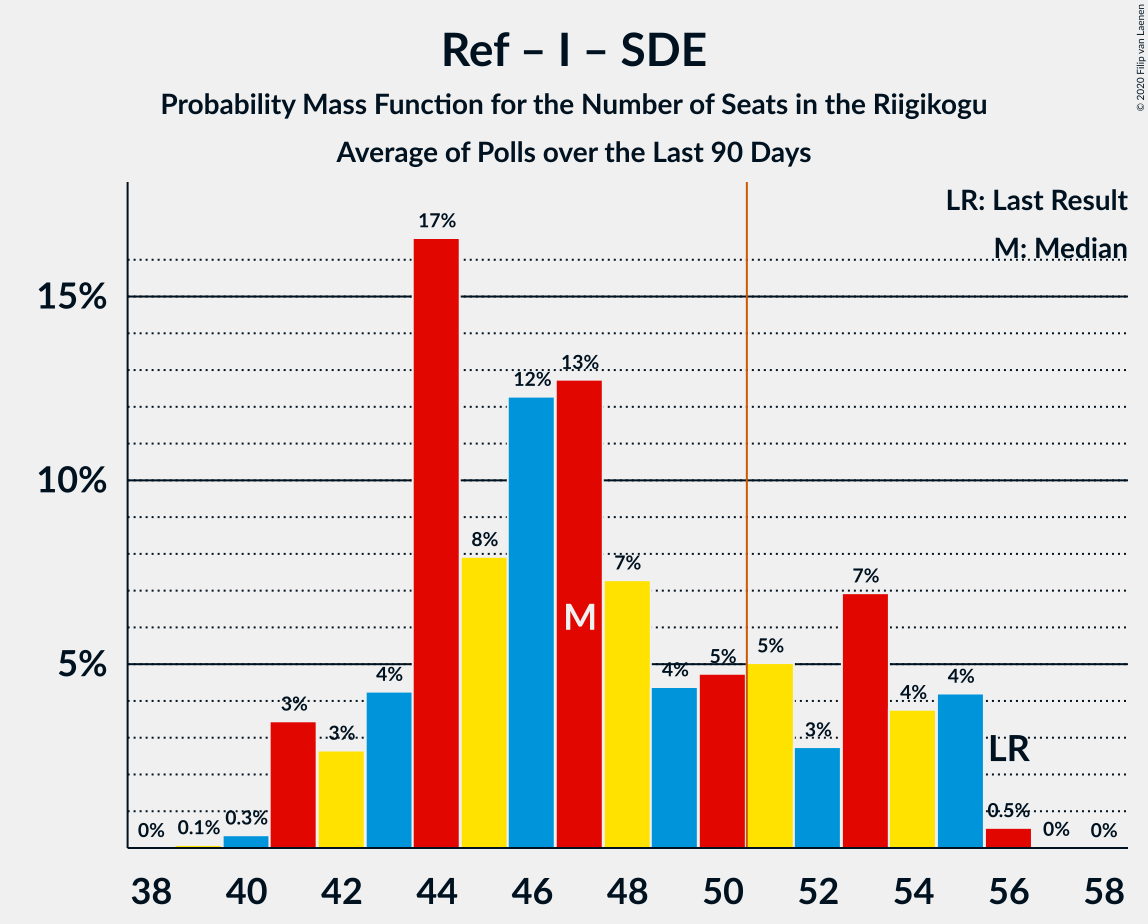 Ref – I – SDE
Probability Mass Function for the Number of Seats in the Riigikogu
Average of Polls over the Last 90 Days
© 2020 Filip van Laenen
LR: Last Result
M: Median
15%
10%
5%
0%
0.1%
0.3%
3%
3%
4%
17%
8%
12%
13%
7%
4%
5%
5%
3%
7%
4%
4%
0.5%
0%
0%
M
LR
38 40 42 44 46 48 50 52 54 56 58